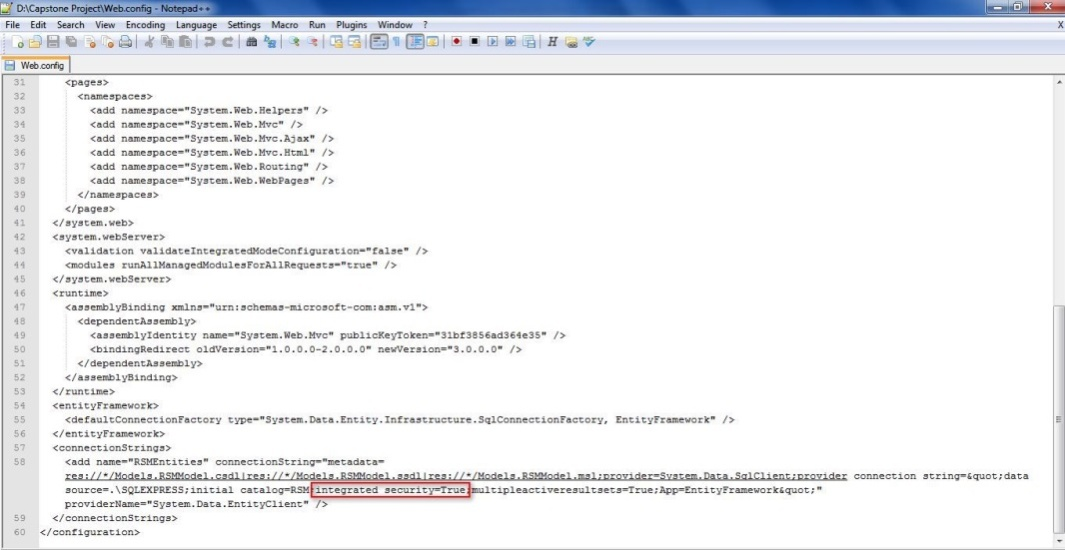 D:\Capstone Project\Web.config - Notepad++
File Edit Search View Encoding Language Settings Macro Run Plugins Window ? X
Web.config
31 <pages>
32 <namespaces>
33 <add namespace="System.Web.Helpers" />
34 <add namespace="System.Web.Mvc" />
35 <add namespace="System.Web.Mvc.Ajax" />
36 <add namespace="System.Web.Mvc.Html" />
37 <add namespace="System.Web.Routing" />
38 <add namespace="System.Web.WebPages" />
39 </namespaces>
40 </pages>
41 </system.web>
42 <system.webServer>
43 <validation validateIntegratedModeConfiguration="false" />
44 <modules runAllManagedModulesForAllRequests="true" />
45 </system.webServer>
46 <runtime>
47 <assemblyBinding xmlns="urn:schemas-microsoft-com:asm.v1">
48 <dependentAssembly>
49 <assemblyIdentity name="System.Web.Mvc" publicKeyToken="31bf3856ad364e35" />
50 <bindingRedirect oldVersion="1.0.0.0-2.0.0.0" newVersion="3.0.0.0" />
51 </dependentAssembly>
52 </assemblyBinding>
53 </runtime>
54 <entityFramework>
55 <defaultConnectionFactory type="System.Data.Entity.Infrastructure.SqlConnectionFactory, EntityFramework" />
56 </entityFramework>
57 <connectionStrings>
58 <add name="RSMEntities" connectionString="metadata=
res://*/Models.RSMModel.csdl|res://*/Models.RSMModel.ssdl|res://*/Models.RSMModel.msl;provider=System.Data.SqlClient;provider connection string=&quot;data
source=.\SQLEXPRESS;initial catalog=RSM;integrated security=True;multipleactiveresultsets=True;App=EntityFramework&quot;"
providerName="System.Data.EntityClient" />
59 </connectionStrings>
60 </configuration>